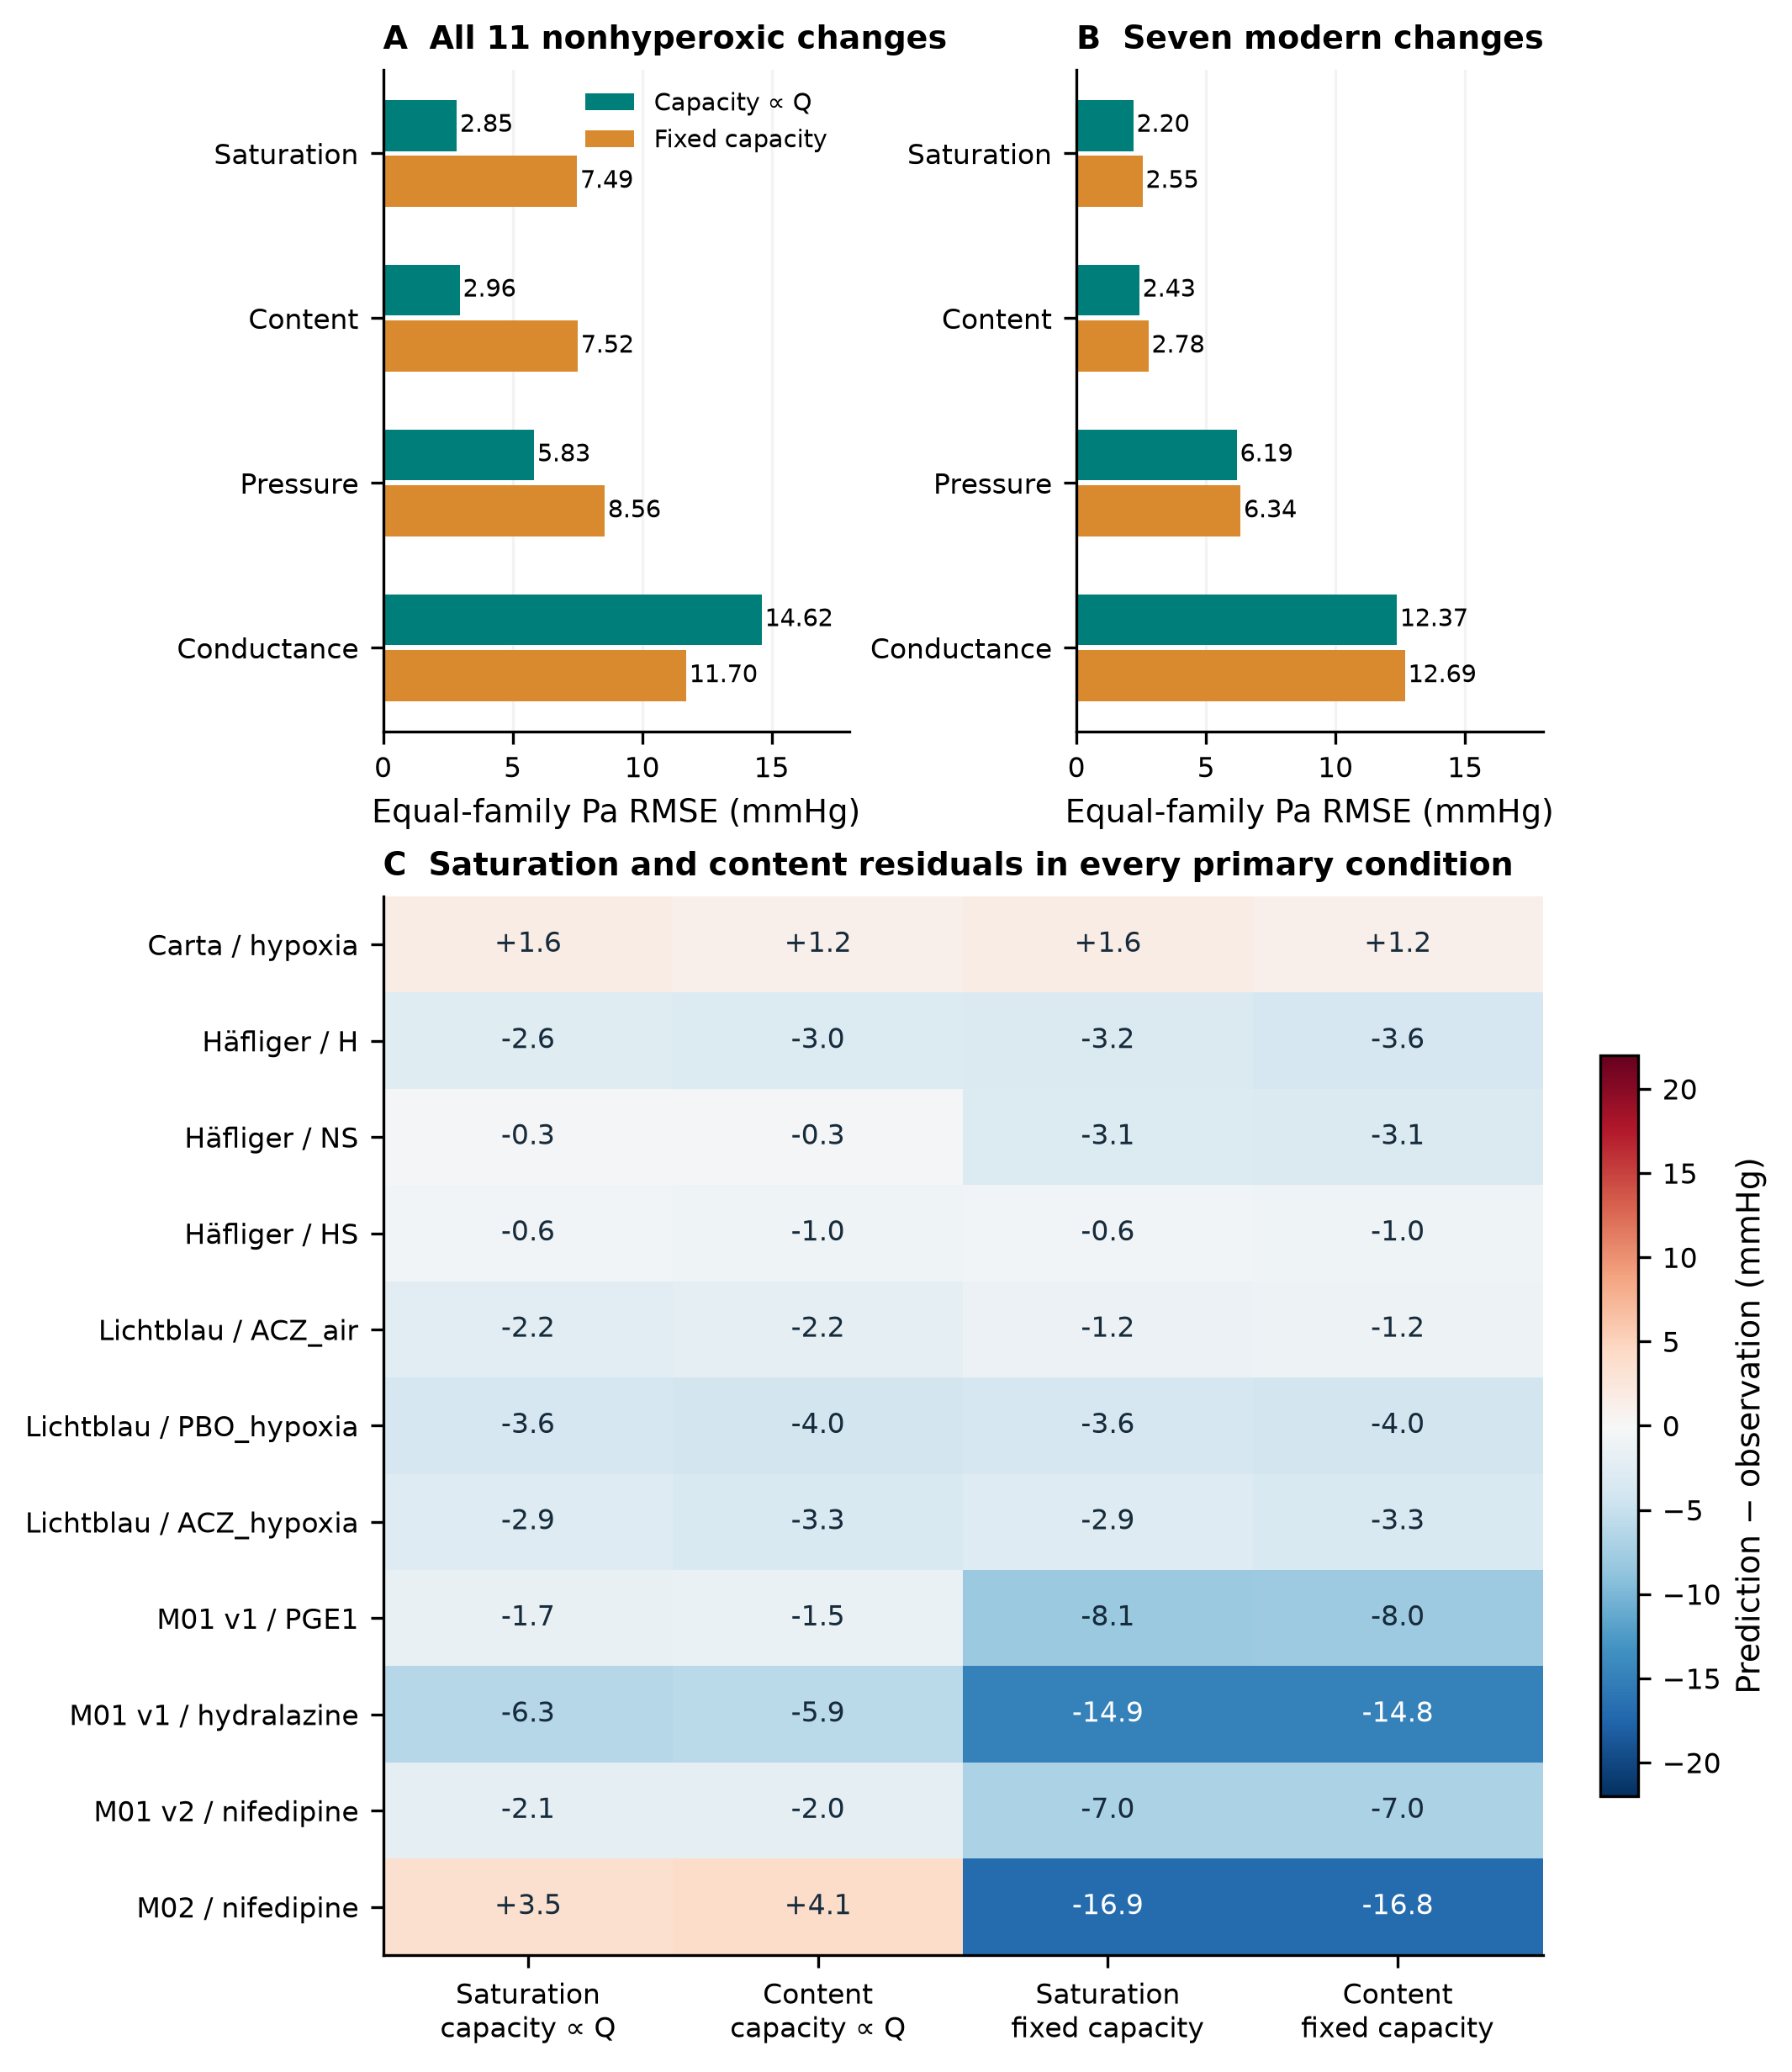 A  All 11 nonhyperoxic changes
Capacity ∝ Q
Fixed capacity
Saturation
2.85
7.49
Content
2.96
7.52
Pressure
5.83
8.56
Conductance
14.62
11.70
0 5 10 15
Equal-family Pa RMSE (mmHg)
B  Seven modern changes
Saturation
2.20
2.55
Content
2.43
2.78
Pressure
6.19
6.34
Conductance
12.37
12.69
0 5 10 15
Equal-family Pa RMSE (mmHg)
C  Saturation and content residuals in every primary condition
Carta / hypoxia +1.6 +1.2 +1.6 +1.2
Häfliger / H -2.6 -3.0 -3.2 -3.6
Häfliger / NS -0.3 -0.3 -3.1 -3.1
Häfliger / HS -0.6 -1.0 -0.6 -1.0
Lichtblau / ACZ_air -2.2 -2.2 -1.2 -1.2
Lichtblau / PBO_hypoxia -3.6 -4.0 -3.6 -4.0
Lichtblau / ACZ_hypoxia -2.9 -3.3 -2.9 -3.3
M01 v1 / PGE1 -1.7 -1.5 -8.1 -8.0
M01 v1 / hydralazine -6.3 -5.9 -14.9 -14.8
M01 v2 / nifedipine -2.1 -2.0 -7.0 -7.0
M02 / nifedipine +3.5 +4.1 -16.9 -16.8
Saturation
capacity ∝ Q
Content
capacity ∝ Q
Saturation
fixed capacity
Content
fixed capacity
20
15
10
5
0
−5
−10
−15
−20
Prediction − observation (mmHg)